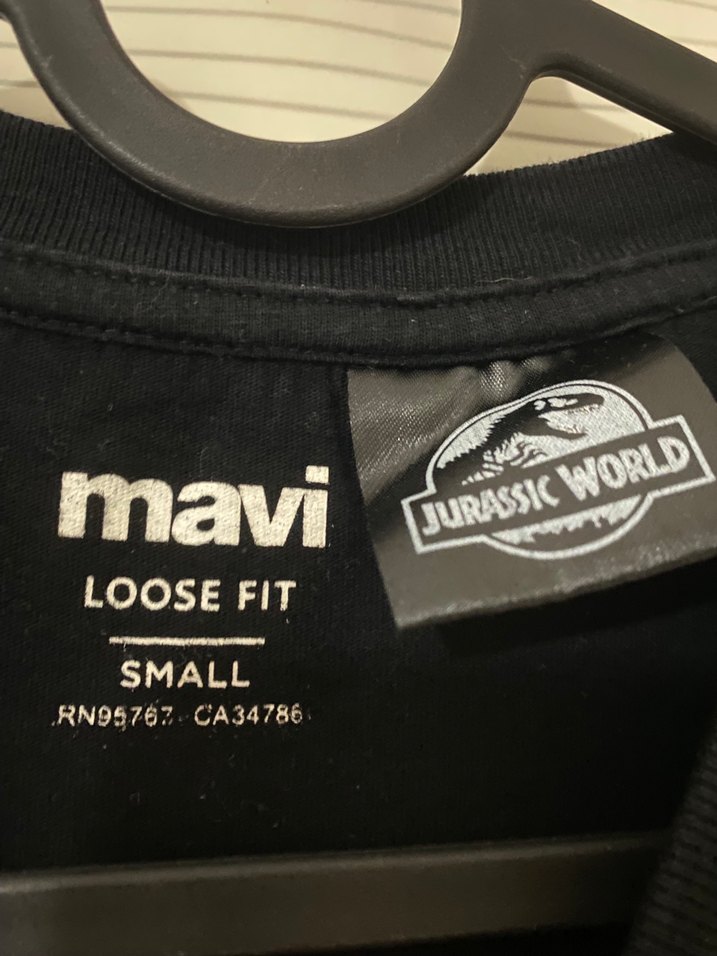 mavi
LOOSE FIT
SMALL
RN95767 CA34786
JURASSIC WORLD